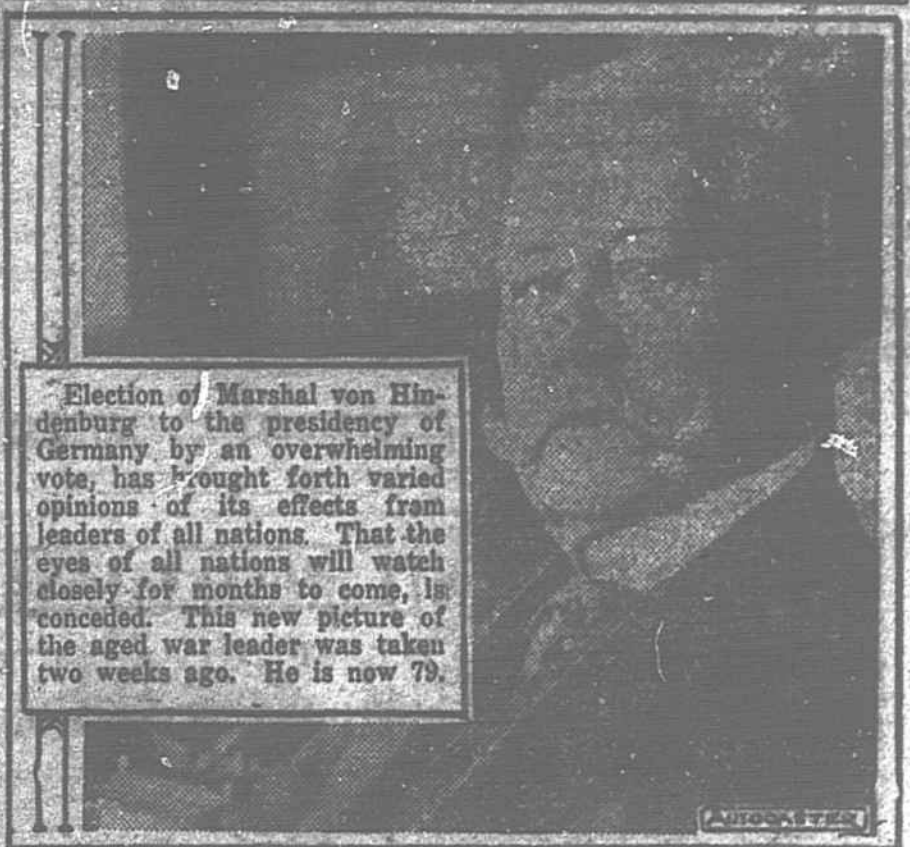 Election of Marshal von Hin-
denburg to the presidency of
Germany by an overwhelming
vote, has brought forth varied
opinions of its effects from
leaders of all nations. That the
eyes of all nations will watch
closely for months to come, is
conceded. This new picture of
the aged war leader was taken
two weeks ago. He is now 79.
AUTOCASTER